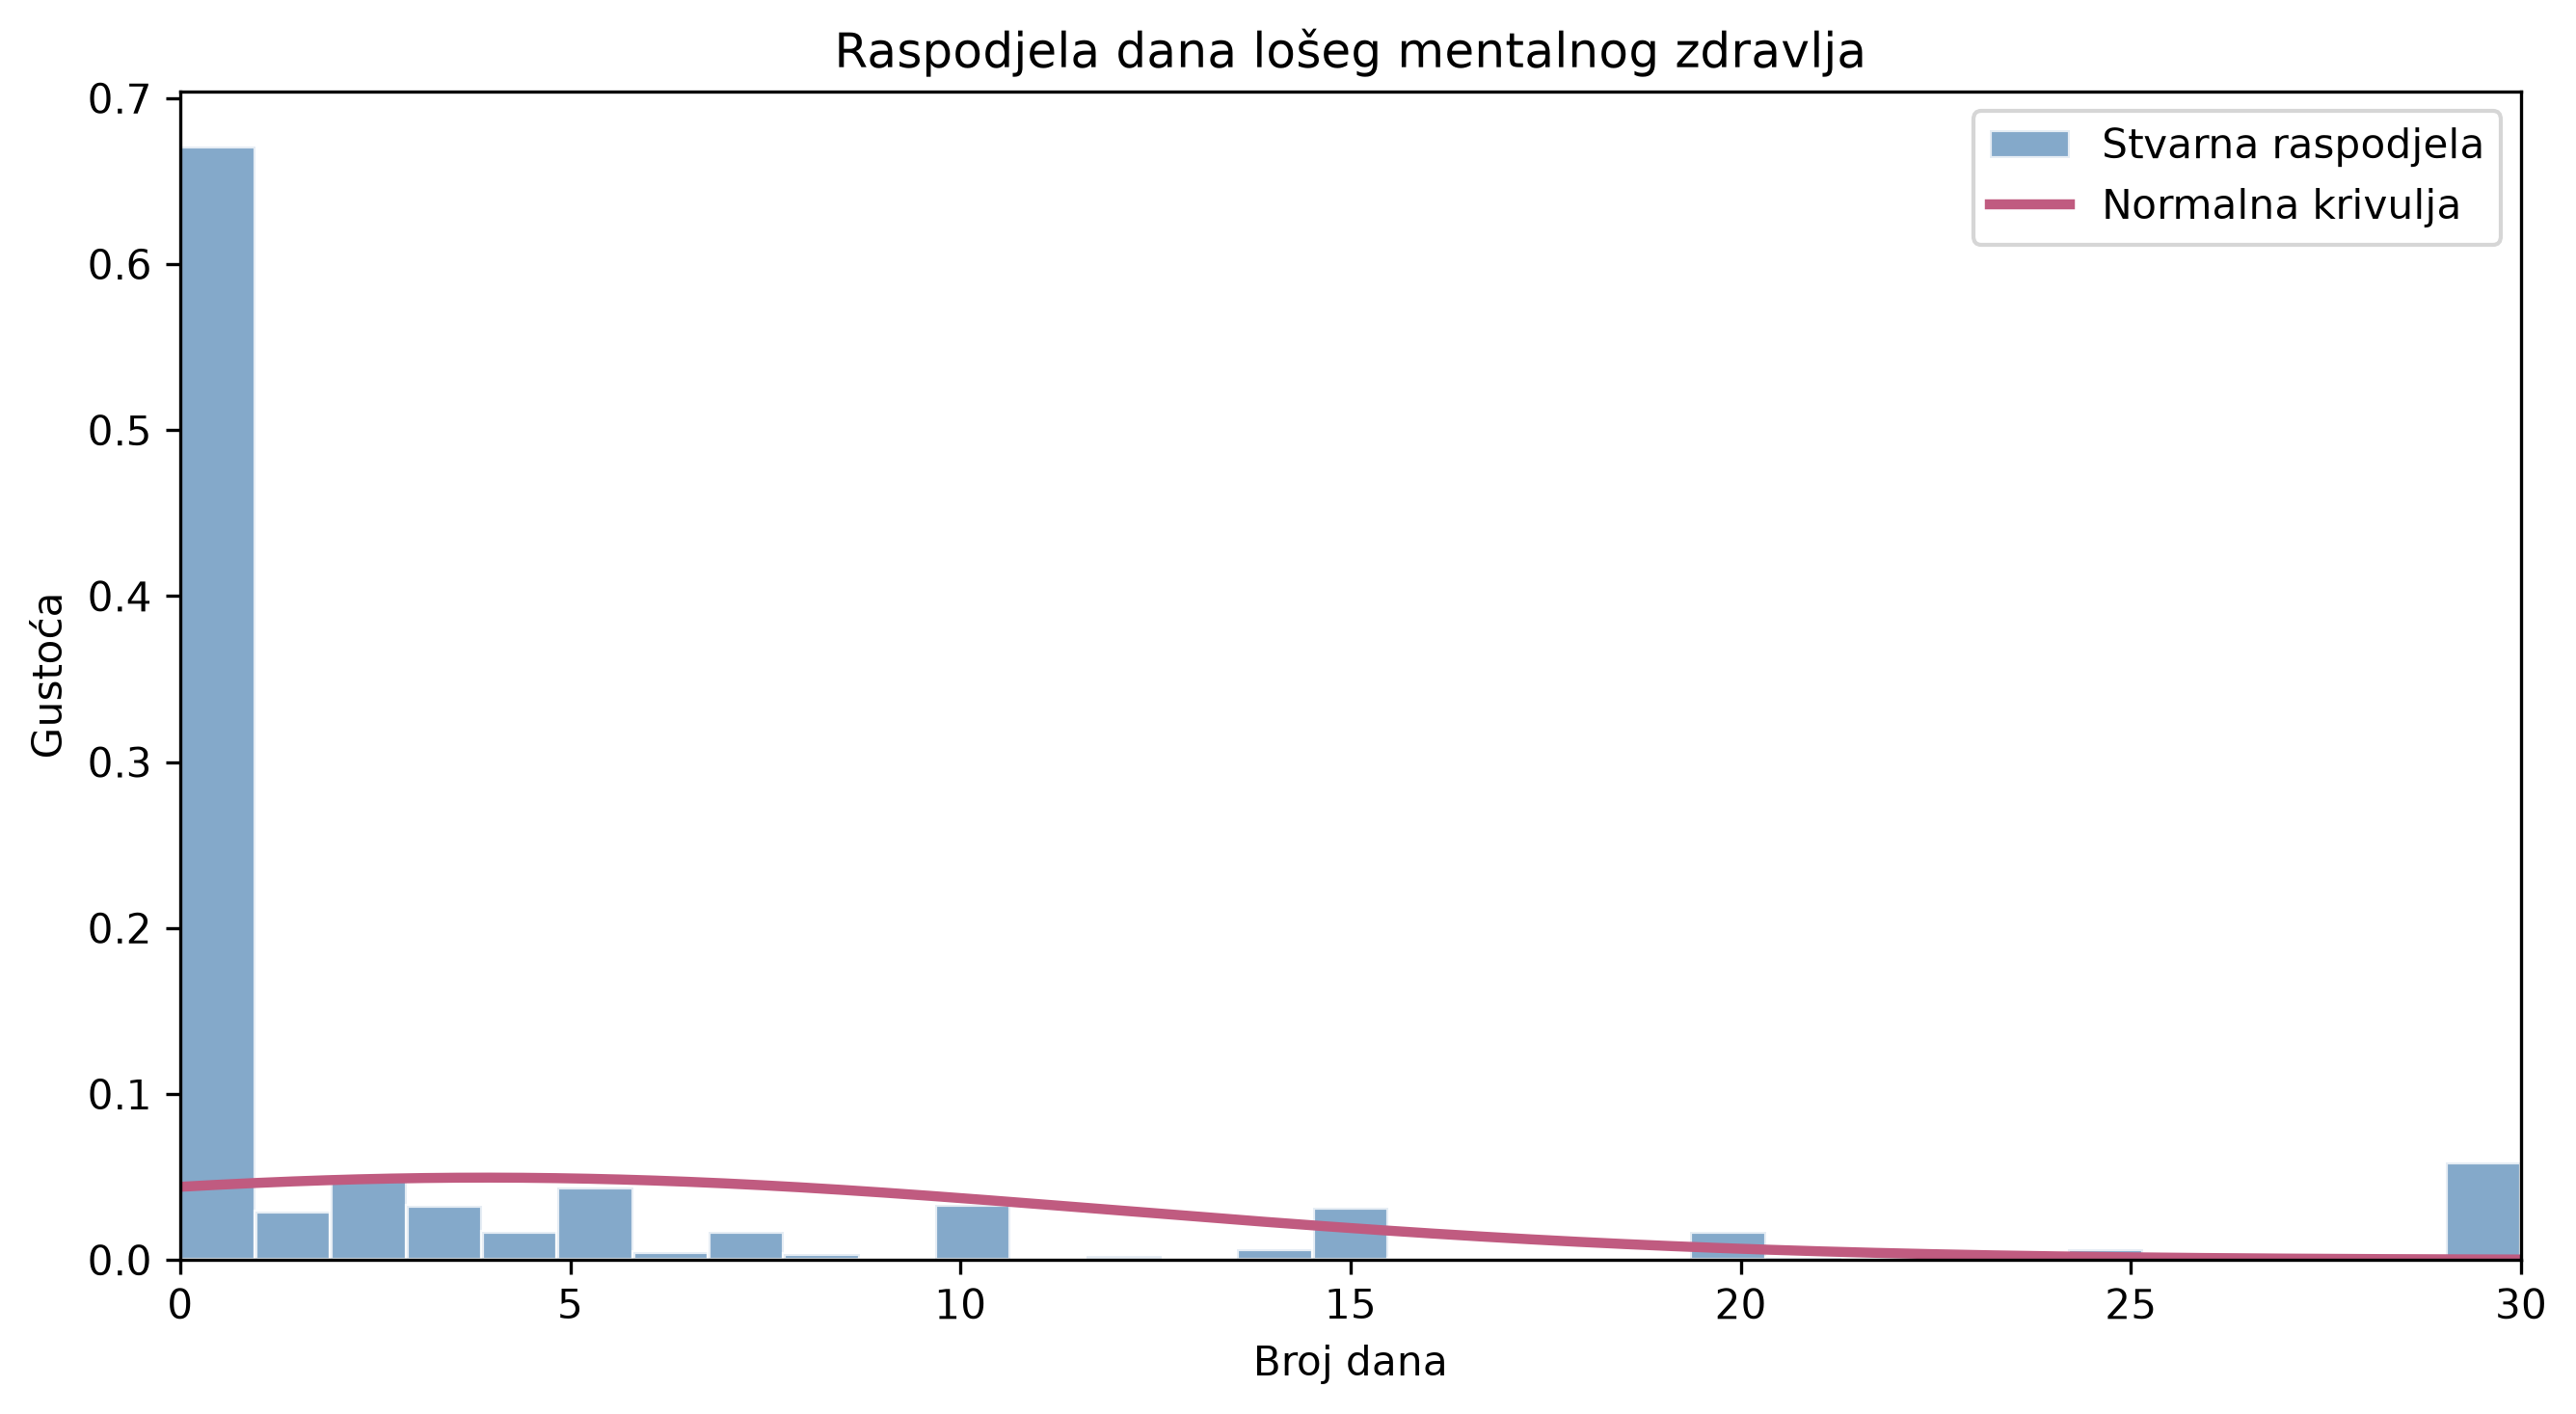 Raspodjela dana lošeg mentalnog zdravlja
Stvarna raspodjela
Normalna krivulja
Gustoća
0.7
0.6
0.5
0.4
0.3
0.2
0.1
0.0
0 5 10 15 20 25 30
Broj dana